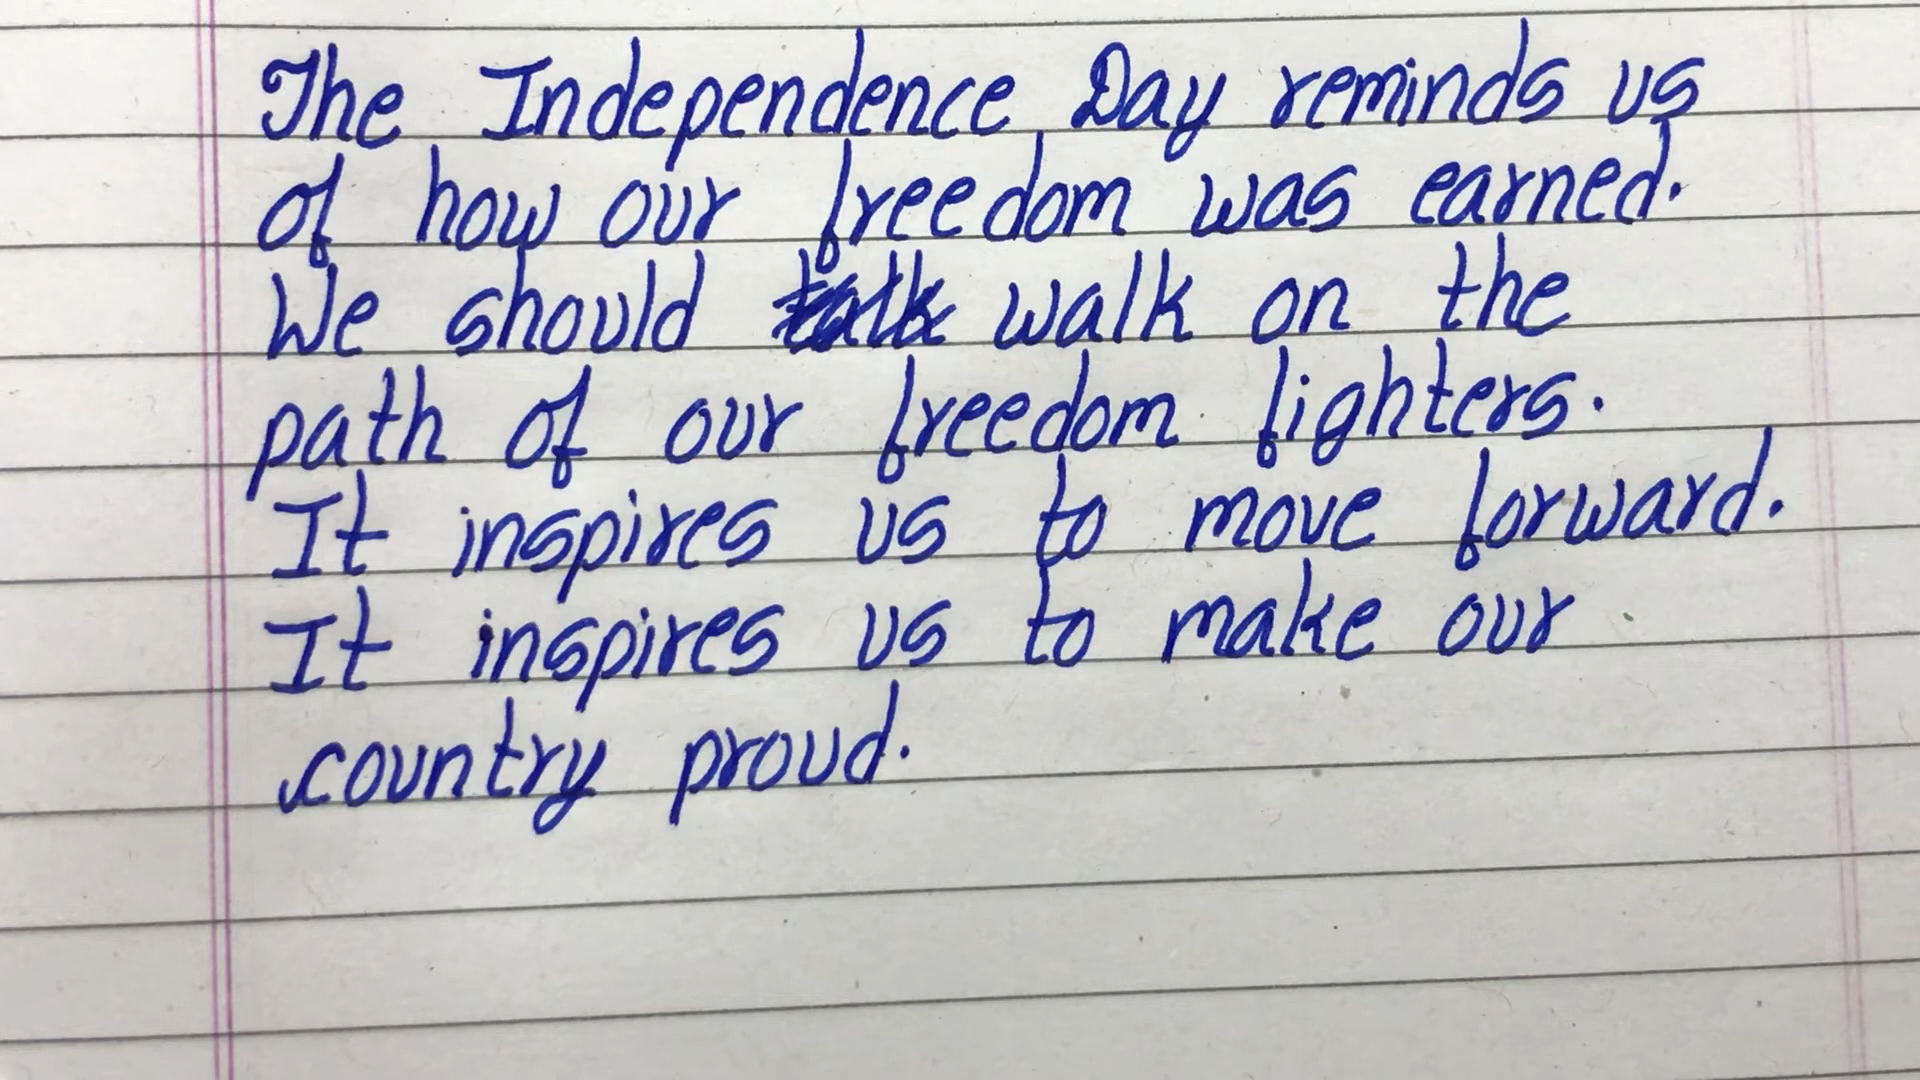 The Independence Day reminds us
of how our freedom was earned.
We should talk walk on the
path of our freedom fighters.
It inspires us to move forward.
It inspires us to make our
country proud.